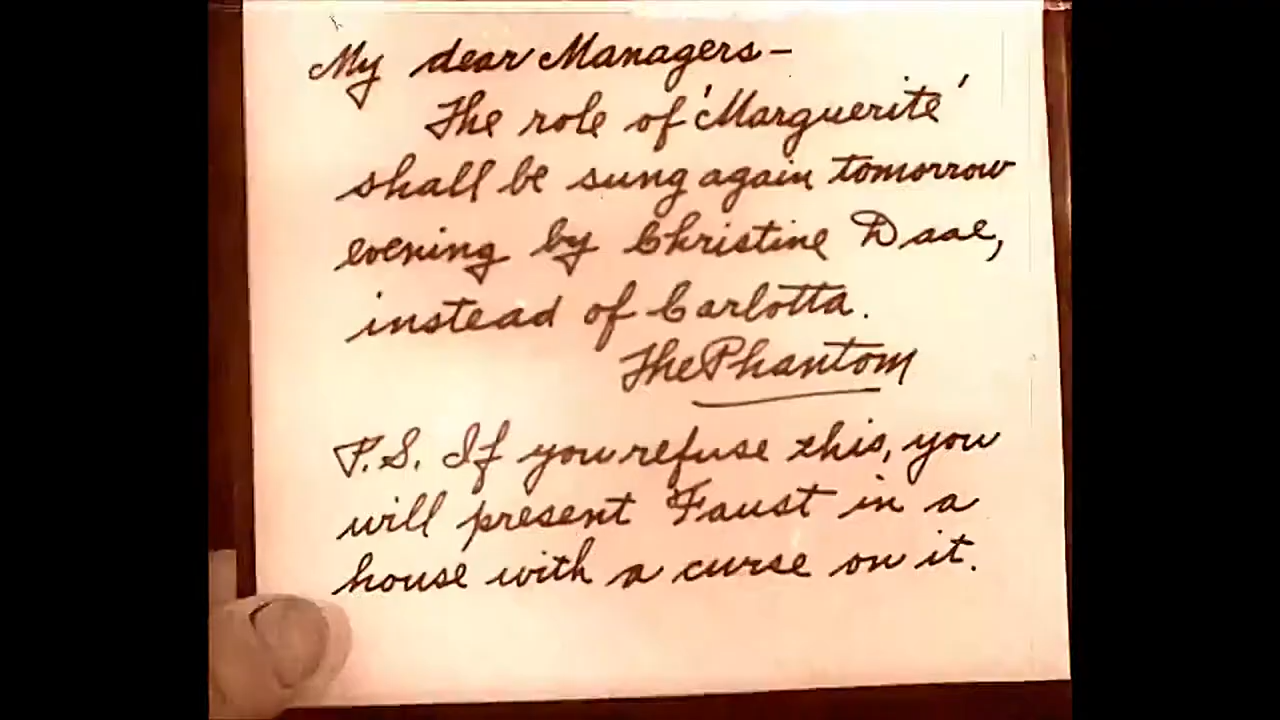 My dear Managers—
The role of 'Marguerite'
shall be sung again tomorrow
evening by Christine Daae,
instead of Carlotta.
The Phantom
P.S. If you refuse this, you
will present Faust in a
house with a curse on it.